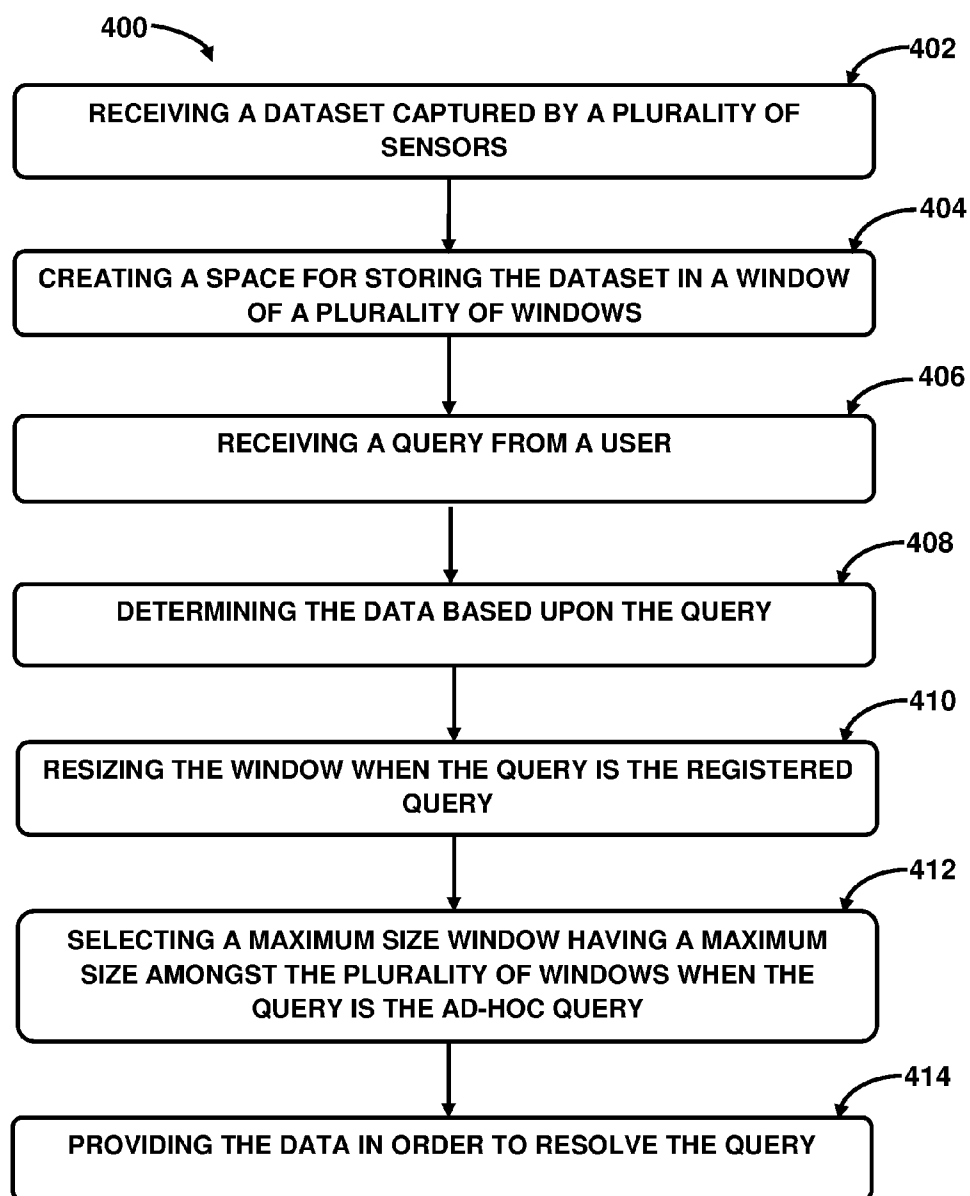 400
402
RECEIVING A DATASET CAPTURED BY A PLURALITY OF
SENSORS
404
CREATING A SPACE FOR STORING THE DATASET IN A WINDOW
OF A PLURALITY OF WINDOWS
406
RECEIVING A QUERY FROM A USER
408
DETERMINING THE DATA BASED UPON THE QUERY
410
RESIZING THE WINDOW WHEN THE QUERY IS THE REGISTERED
QUERY
412
SELECTING A MAXIMUM SIZE WINDOW HAVING A MAXIMUM
SIZE AMONGST THE PLURALITY OF WINDOWS WHEN THE
QUERY IS THE AD-HOC QUERY
414
PROVIDING THE DATA IN ORDER TO RESOLVE THE QUERY